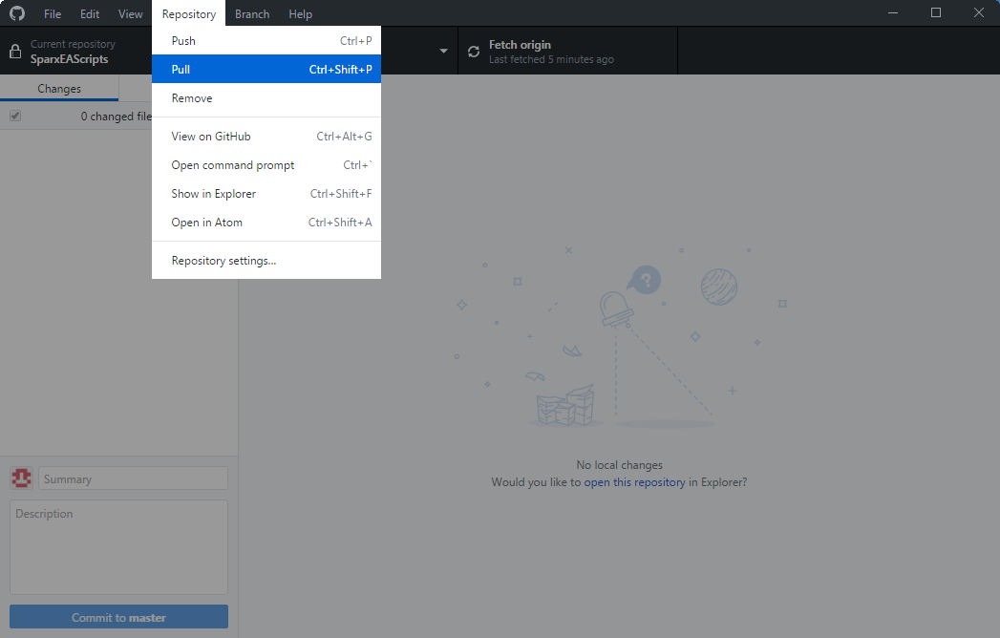 File Edit View Repository Branch Help
Current repository
SparxEAScripts
Fetch origin
Last fetched 5 minutes ago
Push Ctrl+P
Pull Ctrl+Shift+P
Remove
View on GitHub Ctrl+Alt+G
Open command prompt Ctrl+`
Show in Explorer Ctrl+Shift+F
Open in Atom Ctrl+Shift+A
Repository settings...
Changes
0 changed file
?
No local changes
Would you like to open this repository in Explorer?
Summary
Description
Commit to master